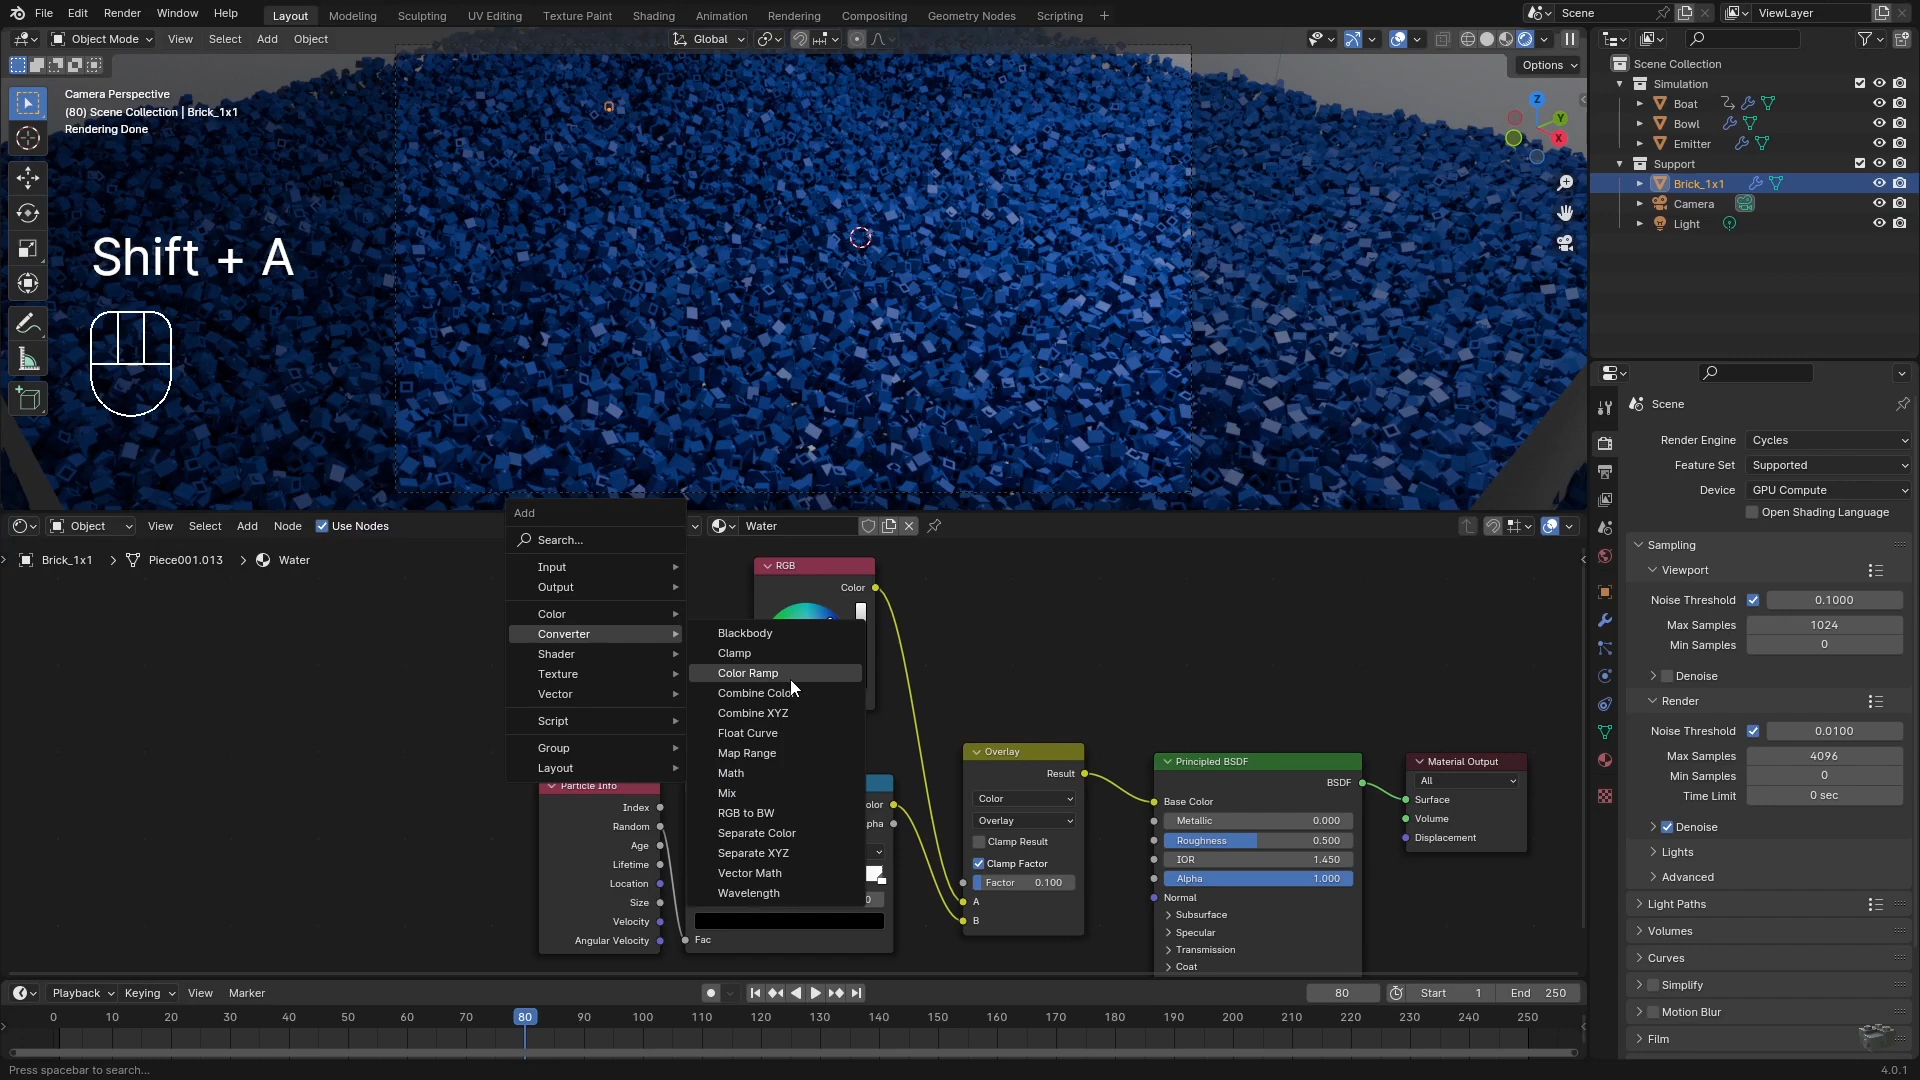 File Edit Render Window Help Layout Modeling Sculpting UV Editing Texture Paint Shading Animation Rendering Compositing Geometry Nodes Scripting + Scene ViewLayer
Object Mode View Select Add Object Global
Options
Camera Perspective
(80) Scene Collection | Brick_1x1
Rendering Done
Z
Y
X
Shift + A
Scene Collection
Simulation
Boat
Bowl
Emitter
Support
Brick_1x1
Camera
Light
Scene
Render Engine Cycles
Feature Set Supported
Device GPU Compute
Open Shading Language
Sampling
Viewport
Noise Threshold 0.1000
Max Samples 1024
Min Samples 0
Denoise
Render
Noise Threshold 0.0100
Max Samples 4096
Min Samples 0
Time Limit 0 sec
Denoise
Lights
Advanced
Light Paths
Volumes
Curves
Simplify
Motion Blur
Film
Object View Select Add Node Use Nodes Water
Brick_1x1 Piece001.013 Water
Add
Search...
Input
Output
Color
Converter
Shader
Texture
Vector
Script
Group
Layout
Blackbody
Clamp
Color Ramp
Combine Color
Combine XYZ
Float Curve
Map Range
Math
Mix
RGB to BW
Separate Color
Separate XYZ
Vector Math
Wavelength
RGB
Color
Particle Info
Index
Random
Age
Lifetime
Location
Size
Velocity
Angular Velocity
olor
pha
0
Fac
Overlay
Result
Color
Overlay
Clamp Result
Clamp Factor
Factor 0.100
A
B
Principled BSDF
BSDF
Base Color
Metallic 0.000
Roughness 0.500
IOR 1.450
Alpha 1.000
Normal
Subsurface
Specular
Transmission
Coat
Material Output
All
Surface
Volume
Displacement
Playback Keying View Marker 80 Start 1 End 250
0 10 20 30 40 50 60 70 80 90 100 110 120 130 140 150 160 170 180 190 200 210 220 230 240 250
Press spacebar to search... 4.0.1